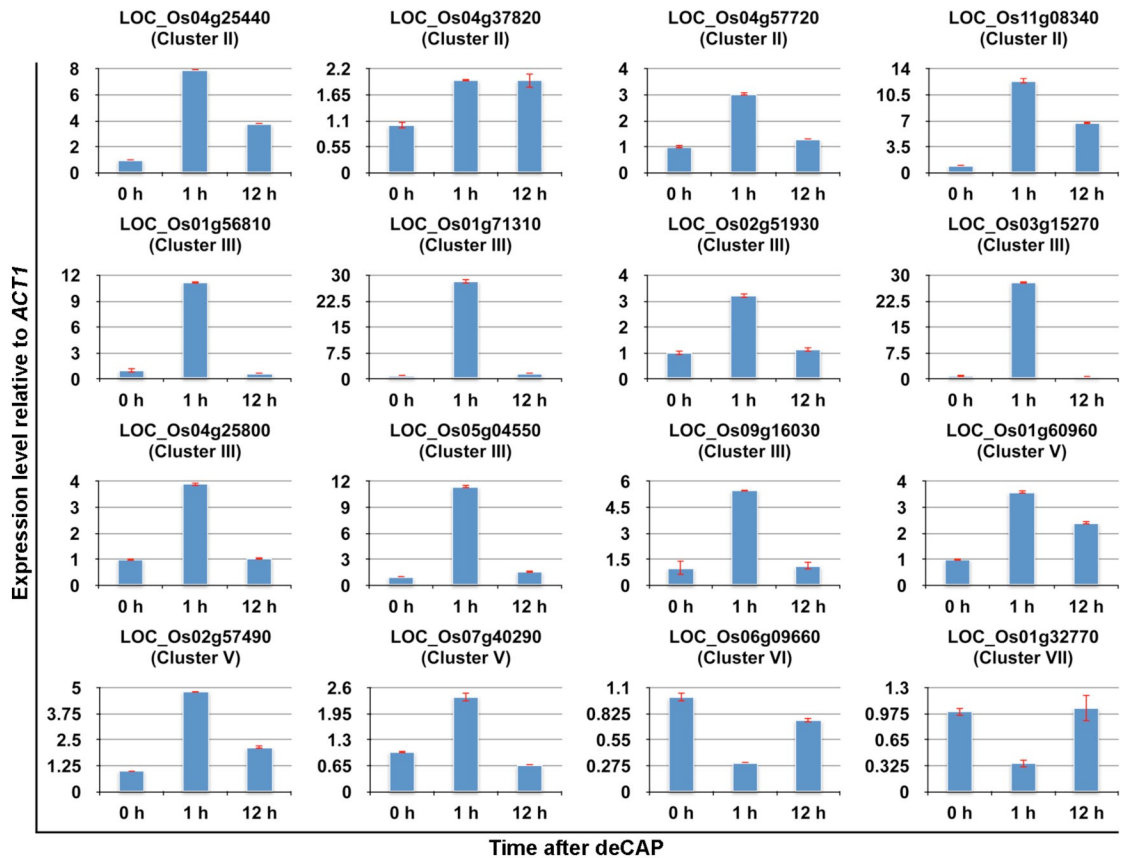 LOC_Os04g25440
(Cluster II)
8
6
4
2
0
0 h 1 h 12 h
LOC_Os04g37820
(Cluster II)
2.2
1.65
1.1
0.55
0
0 h 1 h 12 h
LOC_Os04g57720
(Cluster II)
4
3
2
1
0
0 h 1 h 12 h
LOC_Os11g08340
(Cluster II)
14
10.5
7
3.5
0
0 h 1 h 12 h
LOC_Os01g56810
(Cluster III)
12
9
6
3
0
0 h 1 h 12 h
LOC_Os01g71310
(Cluster III)
30
22.5
15
7.5
0
0 h 1 h 12 h
LOC_Os02g51930
(Cluster III)
4
3
2
1
0
0 h 1 h 12 h
LOC_Os03g15270
(Cluster III)
30
22.5
15
7.5
0
0 h 1 h 12 h
LOC_Os04g25800
(Cluster III)
4
3
2
1
0
0 h 1 h 12 h
LOC_Os05g04550
(Cluster III)
12
9
6
3
0
0 h 1 h 12 h
LOC_Os09g16030
(Cluster III)
6
4.5
3
1.5
0
0 h 1 h 12 h
LOC_Os01g60960
(Cluster V)
4
3
2
1
0
0 h 1 h 12 h
LOC_Os02g57490
(Cluster V)
5
3.75
2.5
1.25
0
0 h 1 h 12 h
LOC_Os07g40290
(Cluster V)
2.6
1.95
1.3
0.65
0
0 h 1 h 12 h
LOC_Os06g09660
(Cluster VI)
1.1
0.825
0.55
0.275
0
0 h 1 h 12 h
LOC_Os01g32770
(Cluster VII)
1.3
0.975
0.65
0.325
0
0 h 1 h 12 h
Expression level relative to ACT1
Time after deCAP